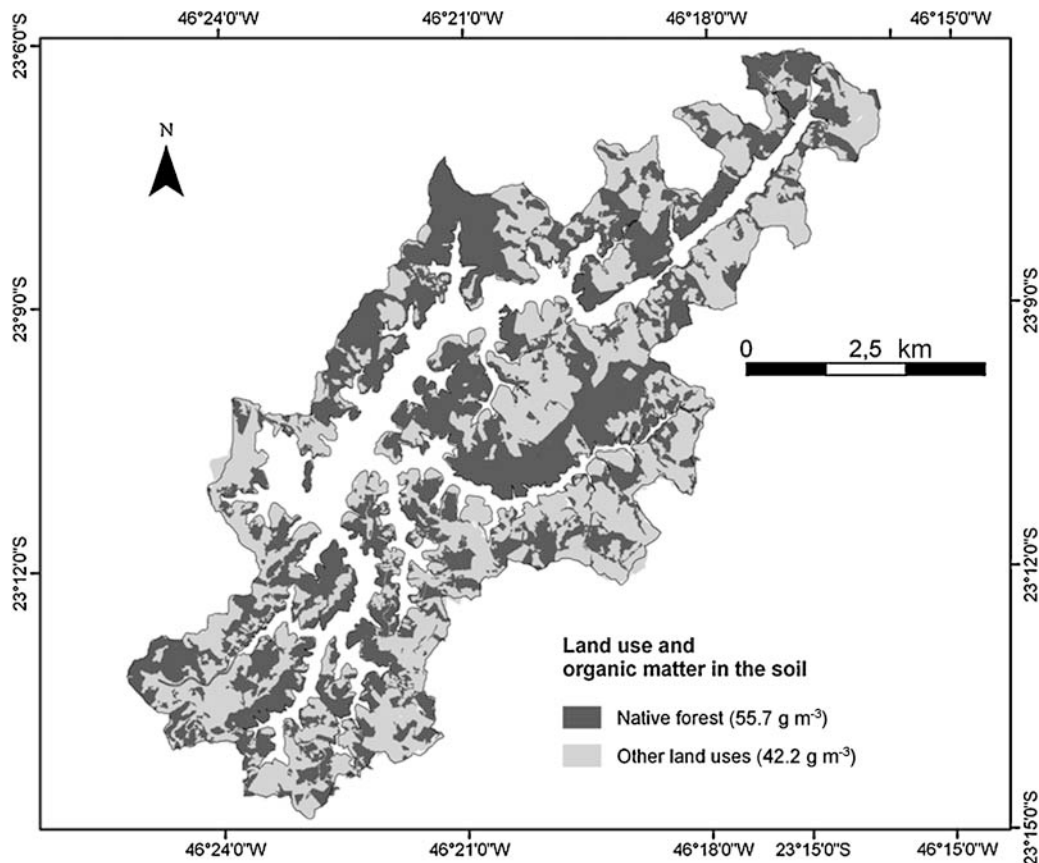 46°24'0"W 46°21'0"W 46°18'0"W 46°15'0"W
23°6'0"S
N
23°9'0"S 23°9'0"S
0 2,5 km
23°12'0"S 23°12'0"S
Land use and
organic matter in the soil
Native forest (55.7 g m⁻³)
Other land uses (42.2 g m⁻³)
23°15'0"S
46°24'0"W 46°21'0"W 46°18'0"W 23°15'0S 46°15'0"W